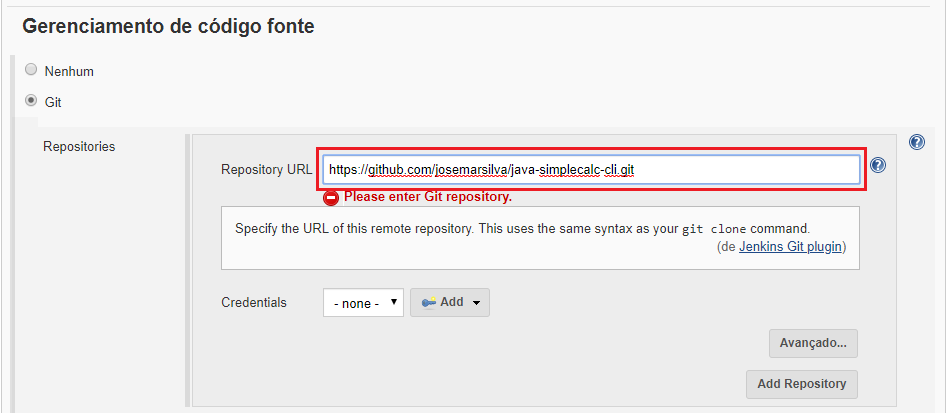 Gerenciamento de código fonte
Nenhum
Git
Repositories
Repository URL https://github.com/josemarsilva/java-simplecalc-cli.git
Please enter Git repository.
Specify the URL of this remote repository. This uses the same syntax as your git clone command.
(de Jenkins Git plugin)
Credentials - none - Add
Avançado...
Add Repository